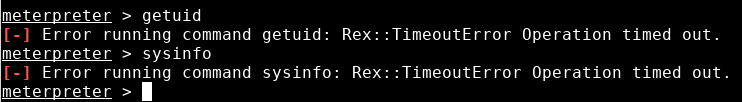 meterpreter > getuid
[-] Error running command getuid: Rex::TimeoutError Operation timed out.
meterpreter > sysinfo
[-] Error running command sysinfo: Rex::TimeoutError Operation timed out.
meterpreter >